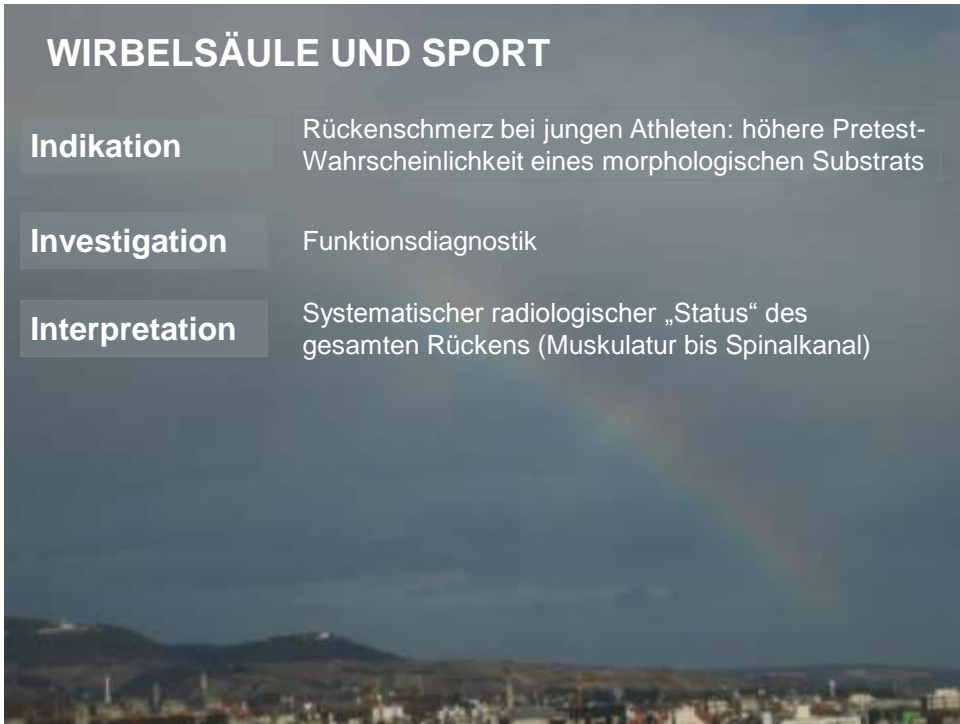 WIRBELSÄULE UND SPORT
Indikation
Rückenschmerz bei jungen Athleten: höhere Pretest-
Wahrscheinlichkeit eines morphologischen Substrats
Investigation
Funktionsdiagnostik
Interpretation
Systematischer radiologischer „Status“ des
gesamten Rückens (Muskulatur bis Spinalkanal)